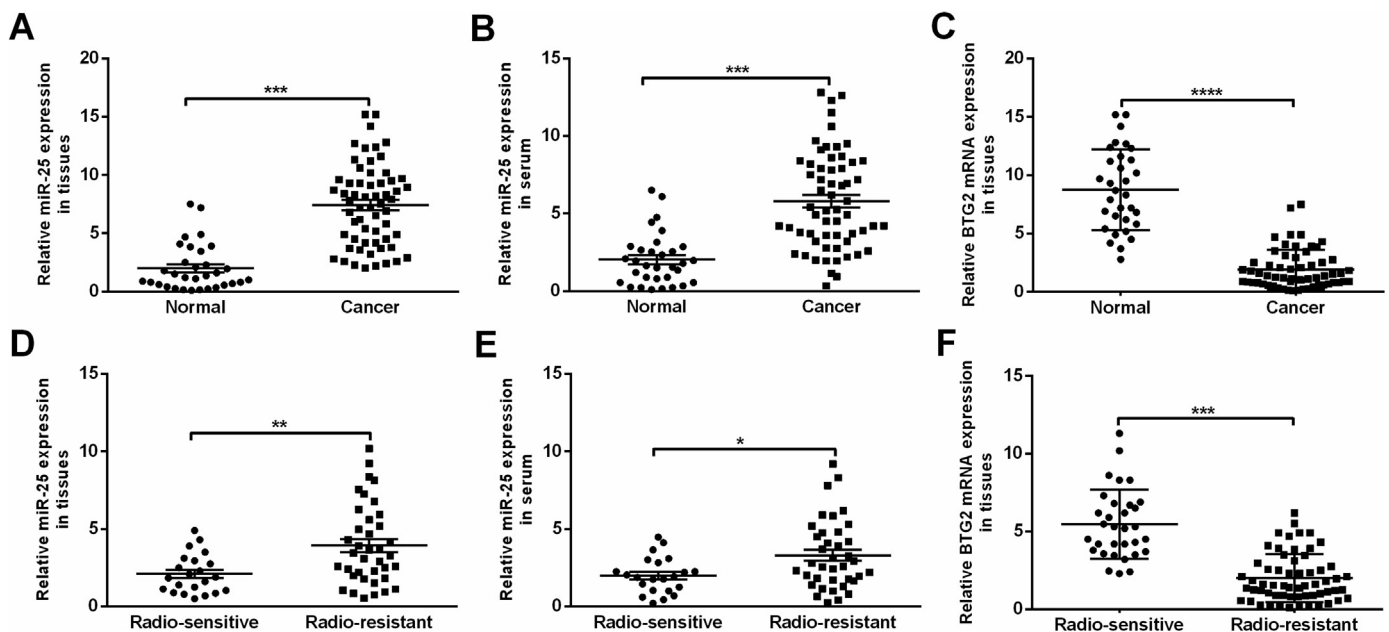 A
Relative miR-25 expression
in tissues
20
15
10
5
0
***
Normal
Cancer
B
Relative miR-25 expression
in serum
15
10
5
0
***
Normal
Cancer
C
Relative BTG2 mRNA expression
in tissues
20
15
10
5
0
****
Normal
Cancer
D
Relative miR-25 expression
in tissues
15
10
5
0
**
Radio-sensitive
Radio-resistant
E
Relative miR-25 expression
in serum
15
10
5
0
*
Radio-sensitive
Radio-resistant
F
Relative BTG2 mRNA expression
in tissues
15
10
5
0
***
Radio-sensitive
Radio-resistant